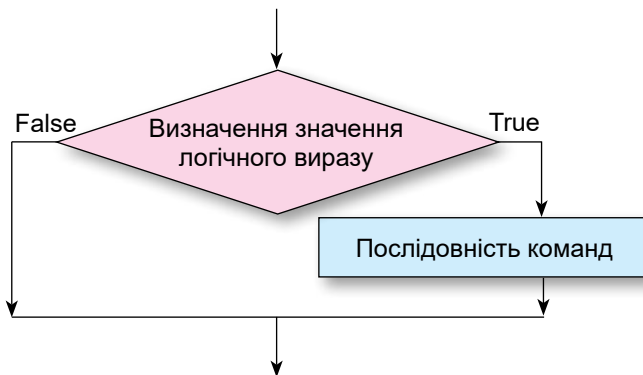 False
True
Визначення значення
логічного виразу
Послідовність команд